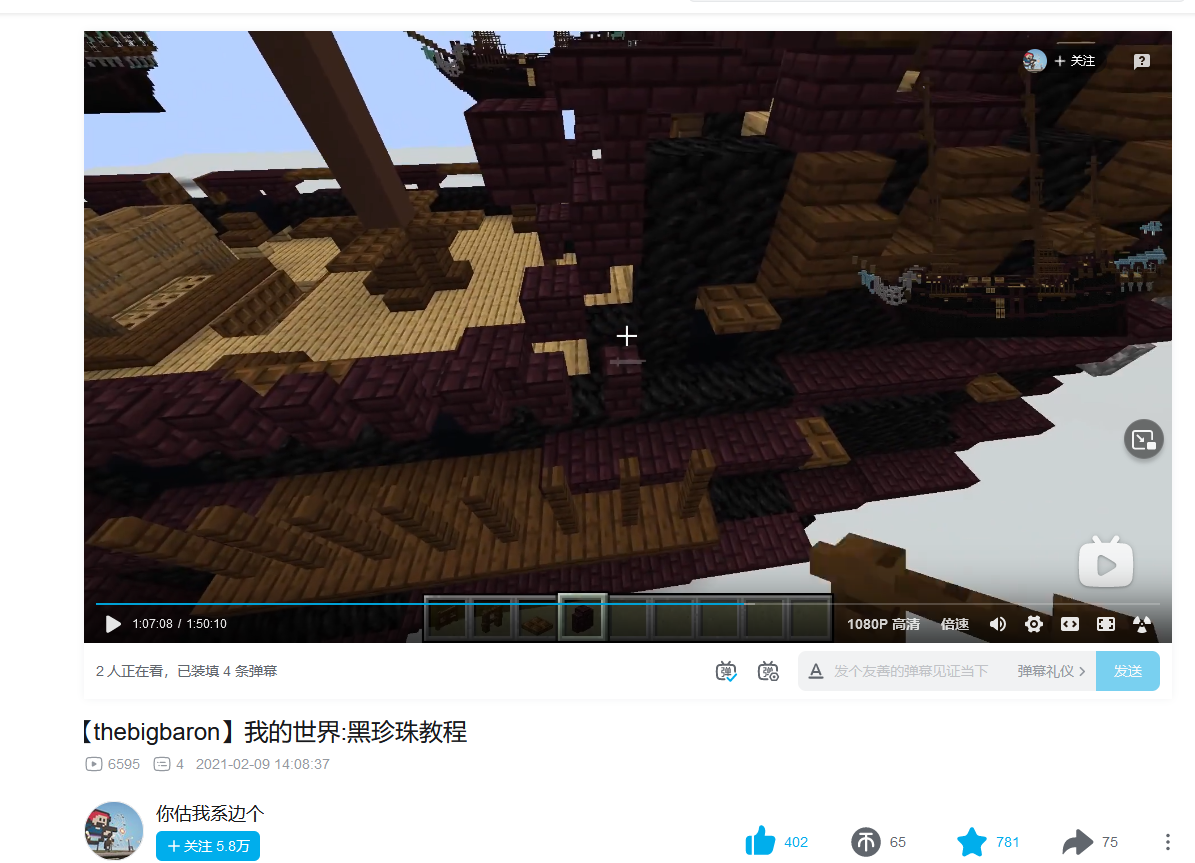 + 关注
?
1:07:08 / 1:50:10
1080P 高清 倍速
2 人正在看，已装填 4 条弹幕
弹 弹 A 发个友善的弹幕见证当下 弹幕礼仪 > 发送
【thebigbaron】我的世界:黑珍珠教程
6595 4 2021-02-09 14:08:37
你估我系边个
+ 关注 5.8万
402 65 781 75